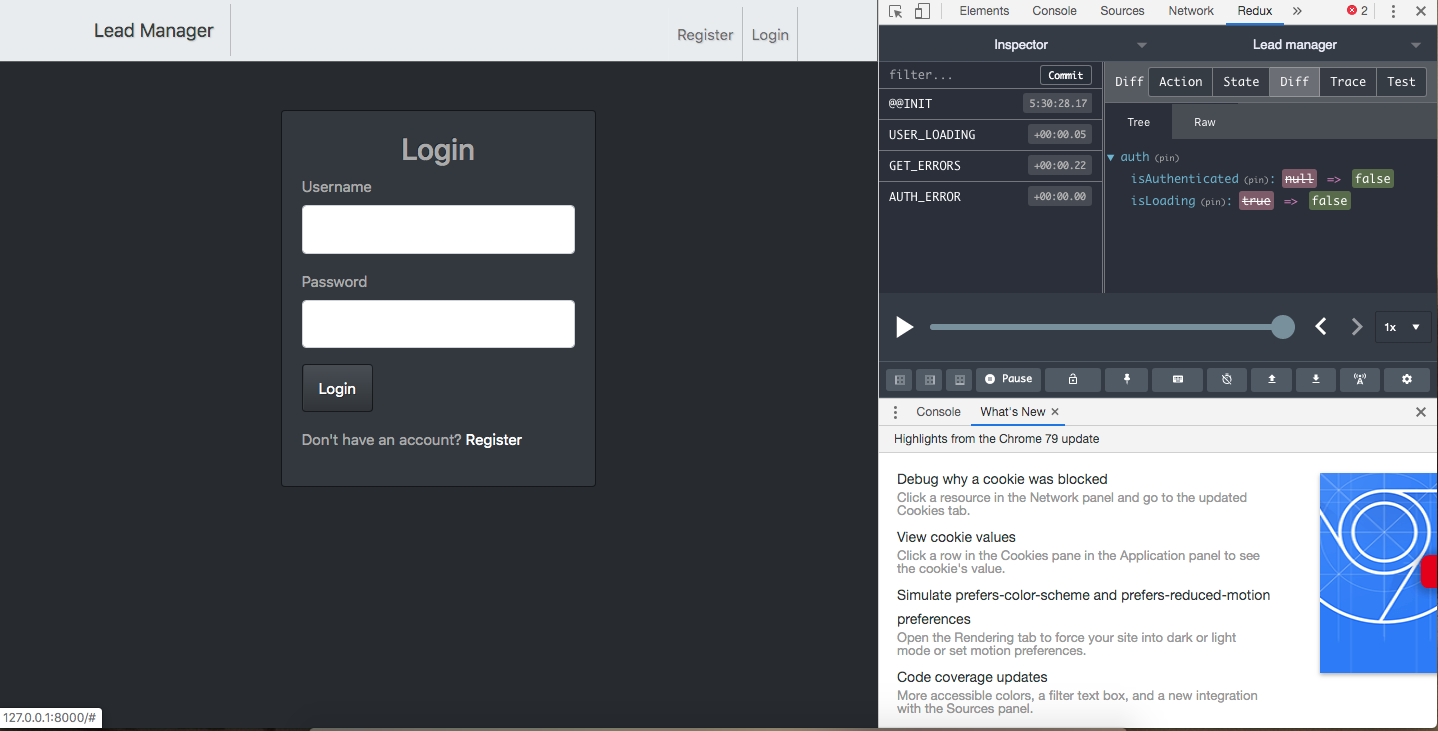 Lead Manager
Register
Login
Login
Username
Password
Login
Don't have an account? Register
127.0.0.1:8000/#
Elements Console Sources Network Redux » 2
Inspector Lead manager
filter... Commit
@@INIT 5:30:28.17
USER_LOADING +00:00.05
GET_ERRORS +00:00.22
AUTH_ERROR +00:00.00
Diff Action State Diff Trace Test
Tree Raw
auth (pin)
isAuthenticated (pin): null => false
isLoading (pin): true => false
1x
Pause
Console What's New
Highlights from the Chrome 79 update
Debug why a cookie was blocked
Click a resource in the Network panel and go to the updated
Cookies tab.
View cookie values
Click a row in the Cookies pane in the Application panel to see
the cookie's value.
Simulate prefers-color-scheme and prefers-reduced-motion
preferences
Open the Rendering tab to force your site into dark or light
mode or set motion preferences.
Code coverage updates
More accessible colors, a filter text box, and a new integration
with the Sources panel.